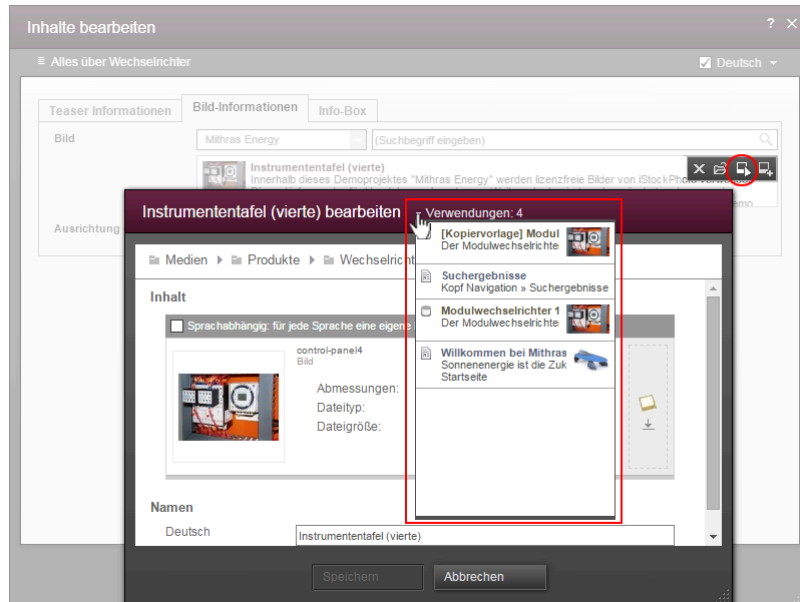 Inhalte bearbeiten
?
Alles über Wechselrichter
Deutsch
Teaser Informationen
Bild-Informationen
Info-Box
Bild
Mithras Energy
(Suchbegriff eingeben)
Instrumententafel (vierte)
Innerhalb dieses Demoprojektes "Mithras Energy" werden lizenzfreie Bilder von iStockPhoto
Ausrichtung
Instrumententafel (vierte) bearbeiten
Verwendungen: 4
Medien
Produkte
Wechselricht
[Kopiervorlage] Modul
Der Modulwechselrichte
Suchergebnisse
Kopf Navigation » Suchergebnisse
Modulwechselrichter 1
Der Modulwechselrichte
Willkommen bei Mithras
Sonnenenergie ist die Zuk
Startseite
Inhalt
Sprachabhängig: für jede Sprache eine eigene
control-panel4
Bild
Abmessungen:
Dateityp:
Dateigröße:
Namen
Deutsch
Instrumententafel (vierte)
Speichern
Abbrechen